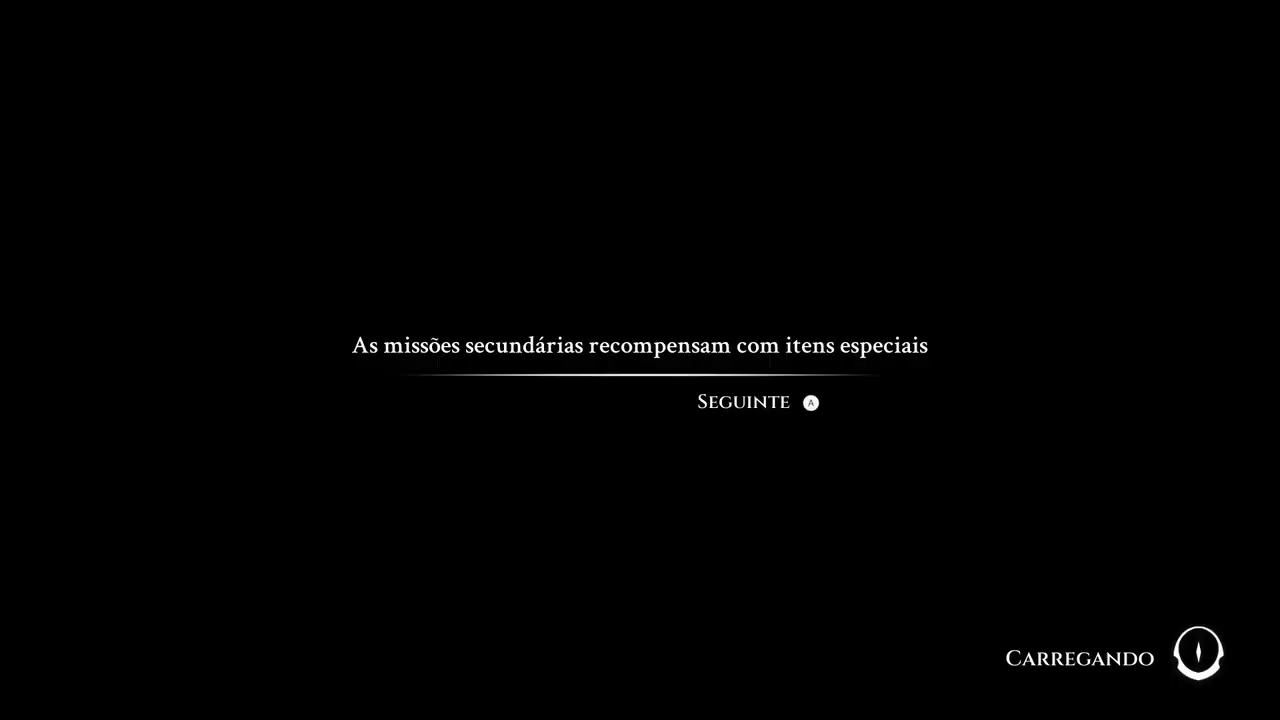 As missões secundárias recompensam com itens especiais
Seguinte A
Carregando